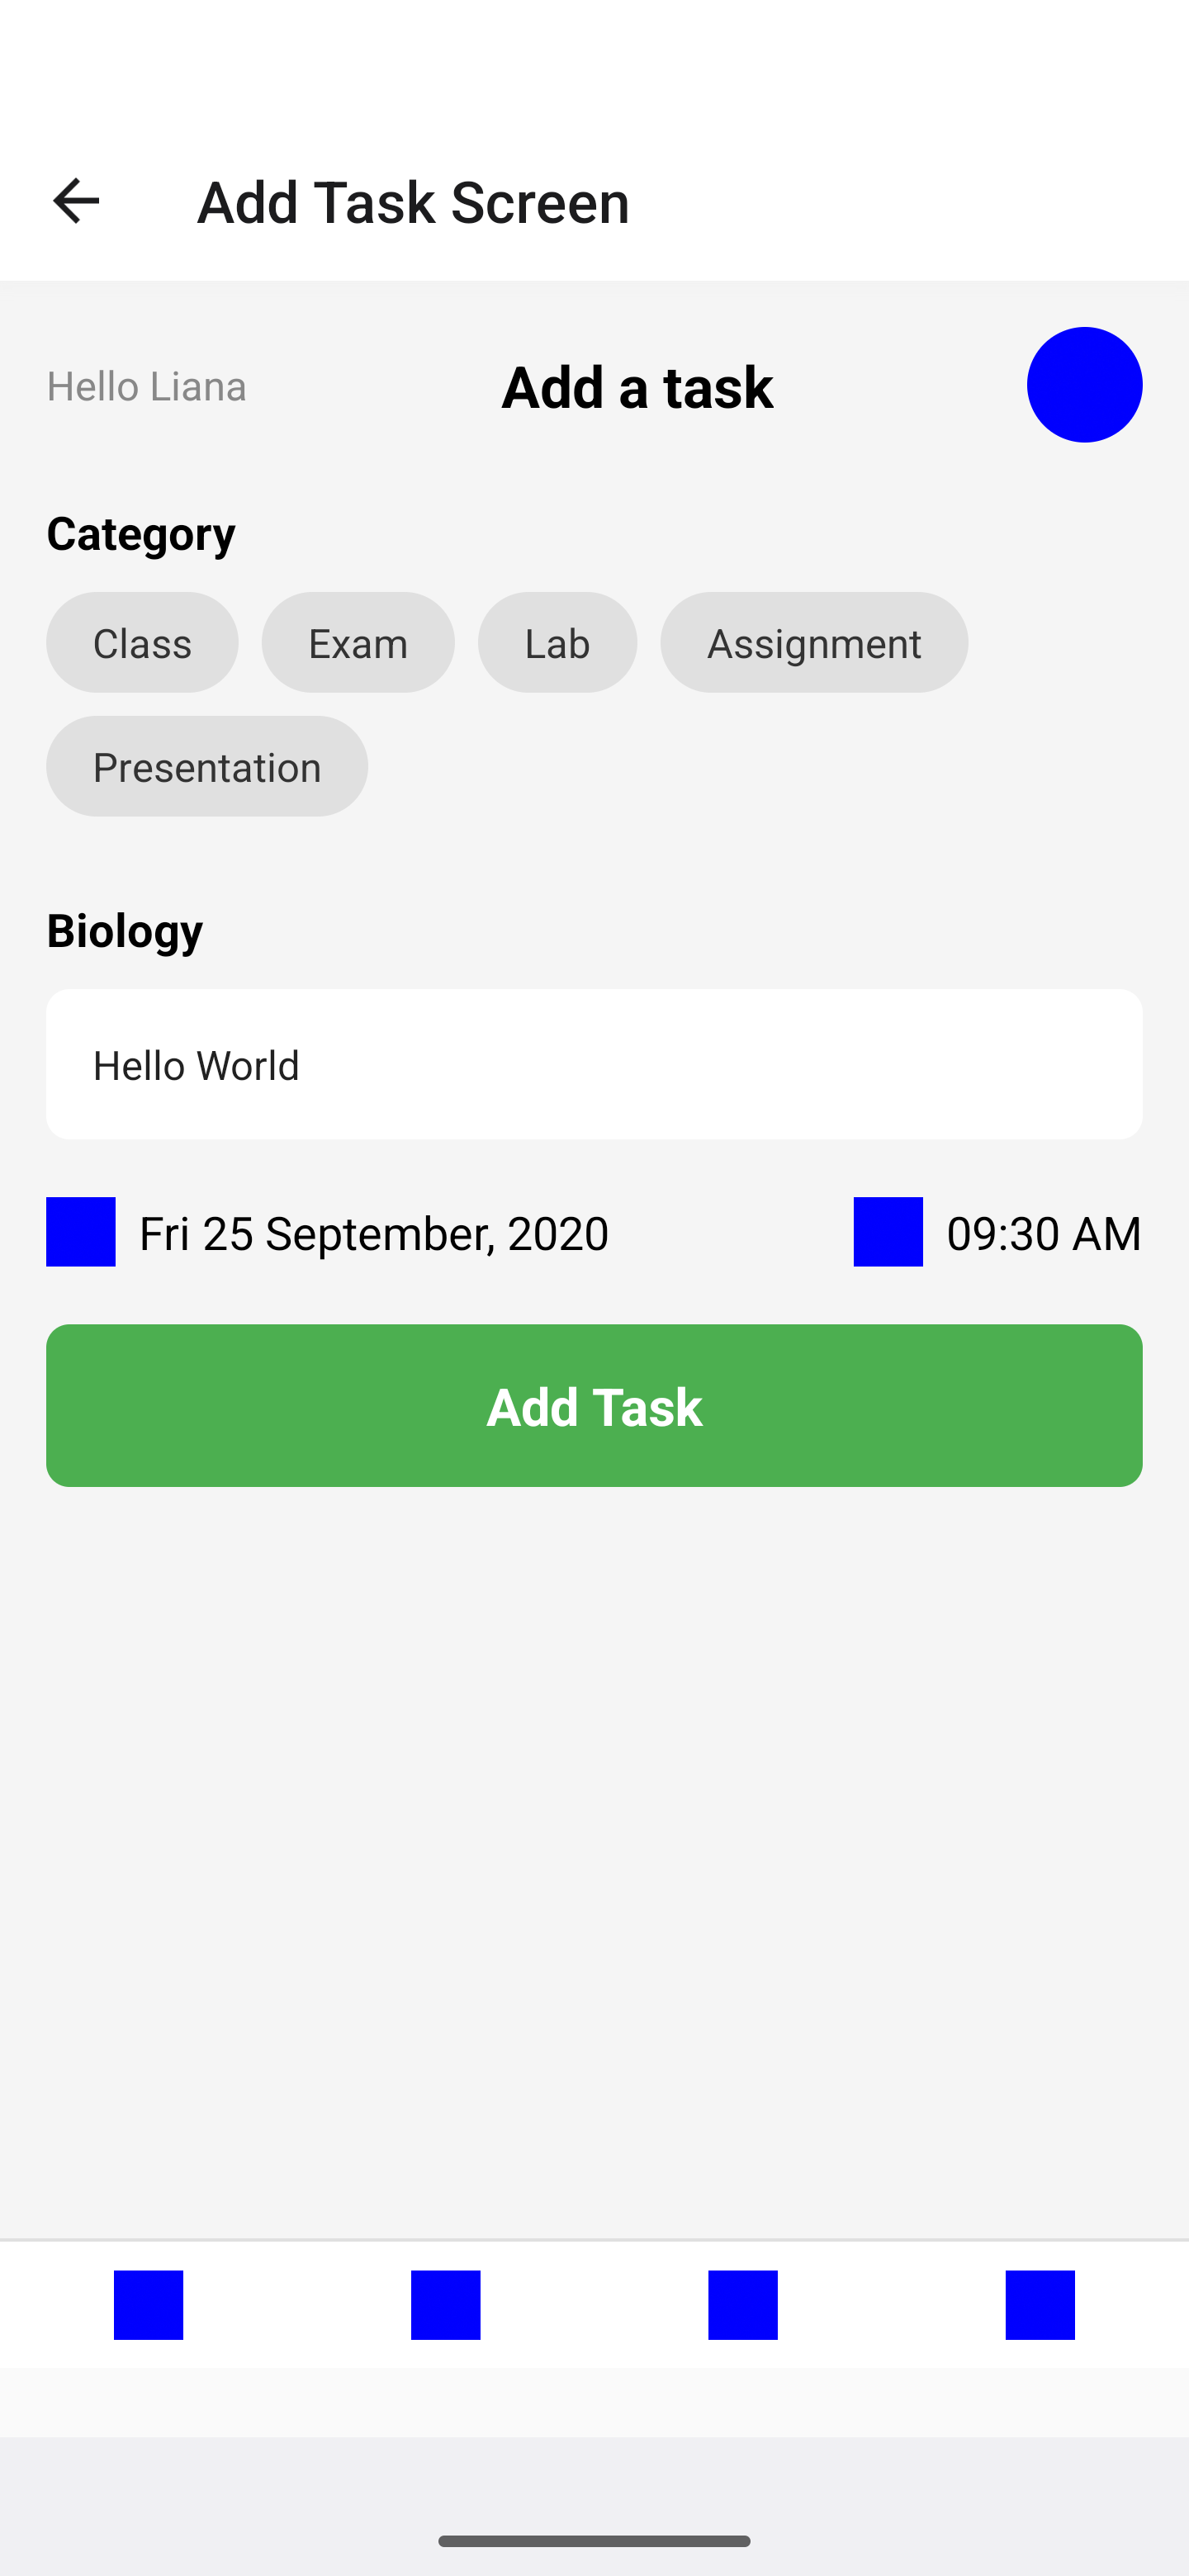 Add Task Screen
Hello Liana
Add a task
Category
Class Exam Lab Assignment
Presentation
Biology
Hello World
Fri 25 September, 2020 09:30 AM
Add Task